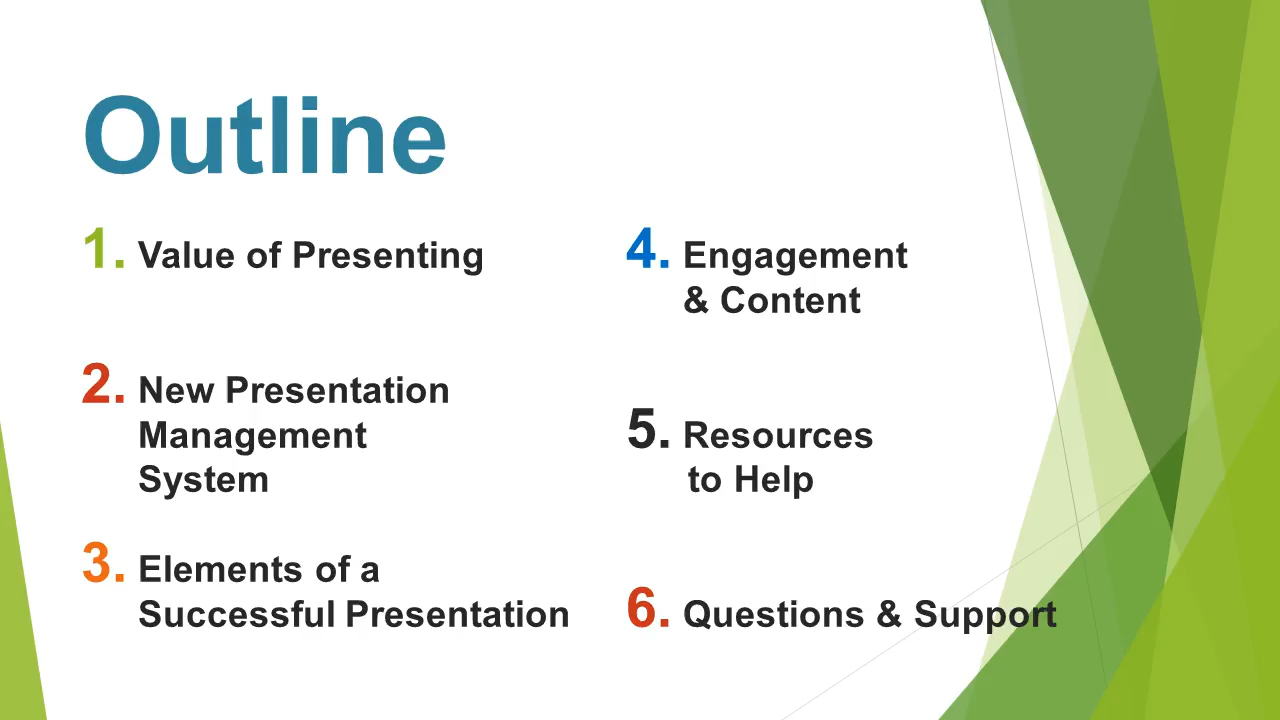 Outline
1. Value of Presenting
2. New Presentation
Management
System
3. Elements of a
Successful Presentation
4. Engagement
& Content
5. Resources
to Help
6. Questions & Support